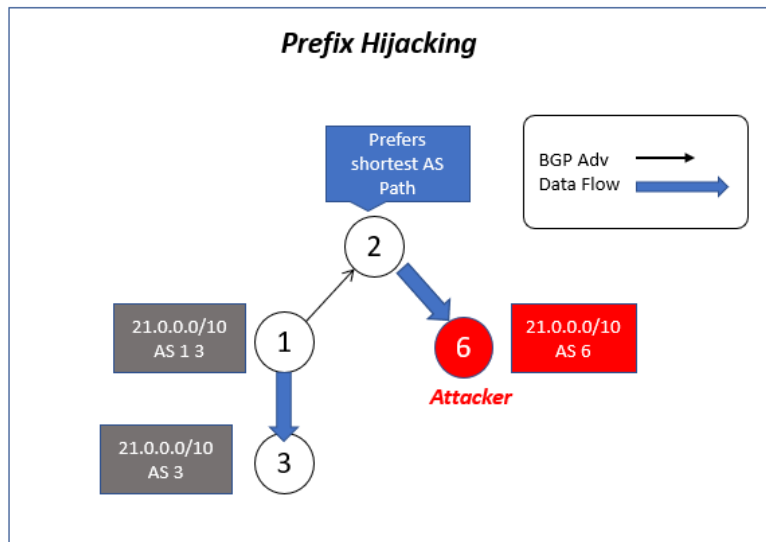 Prefix Hijacking
Prefers
shortest AS
Path
BGP Adv
Data Flow
2
21.0.0.0/10
AS 1 3
1
6
21.0.0.0/10
AS 6
Attacker
21.0.0.0/10
AS 3
3